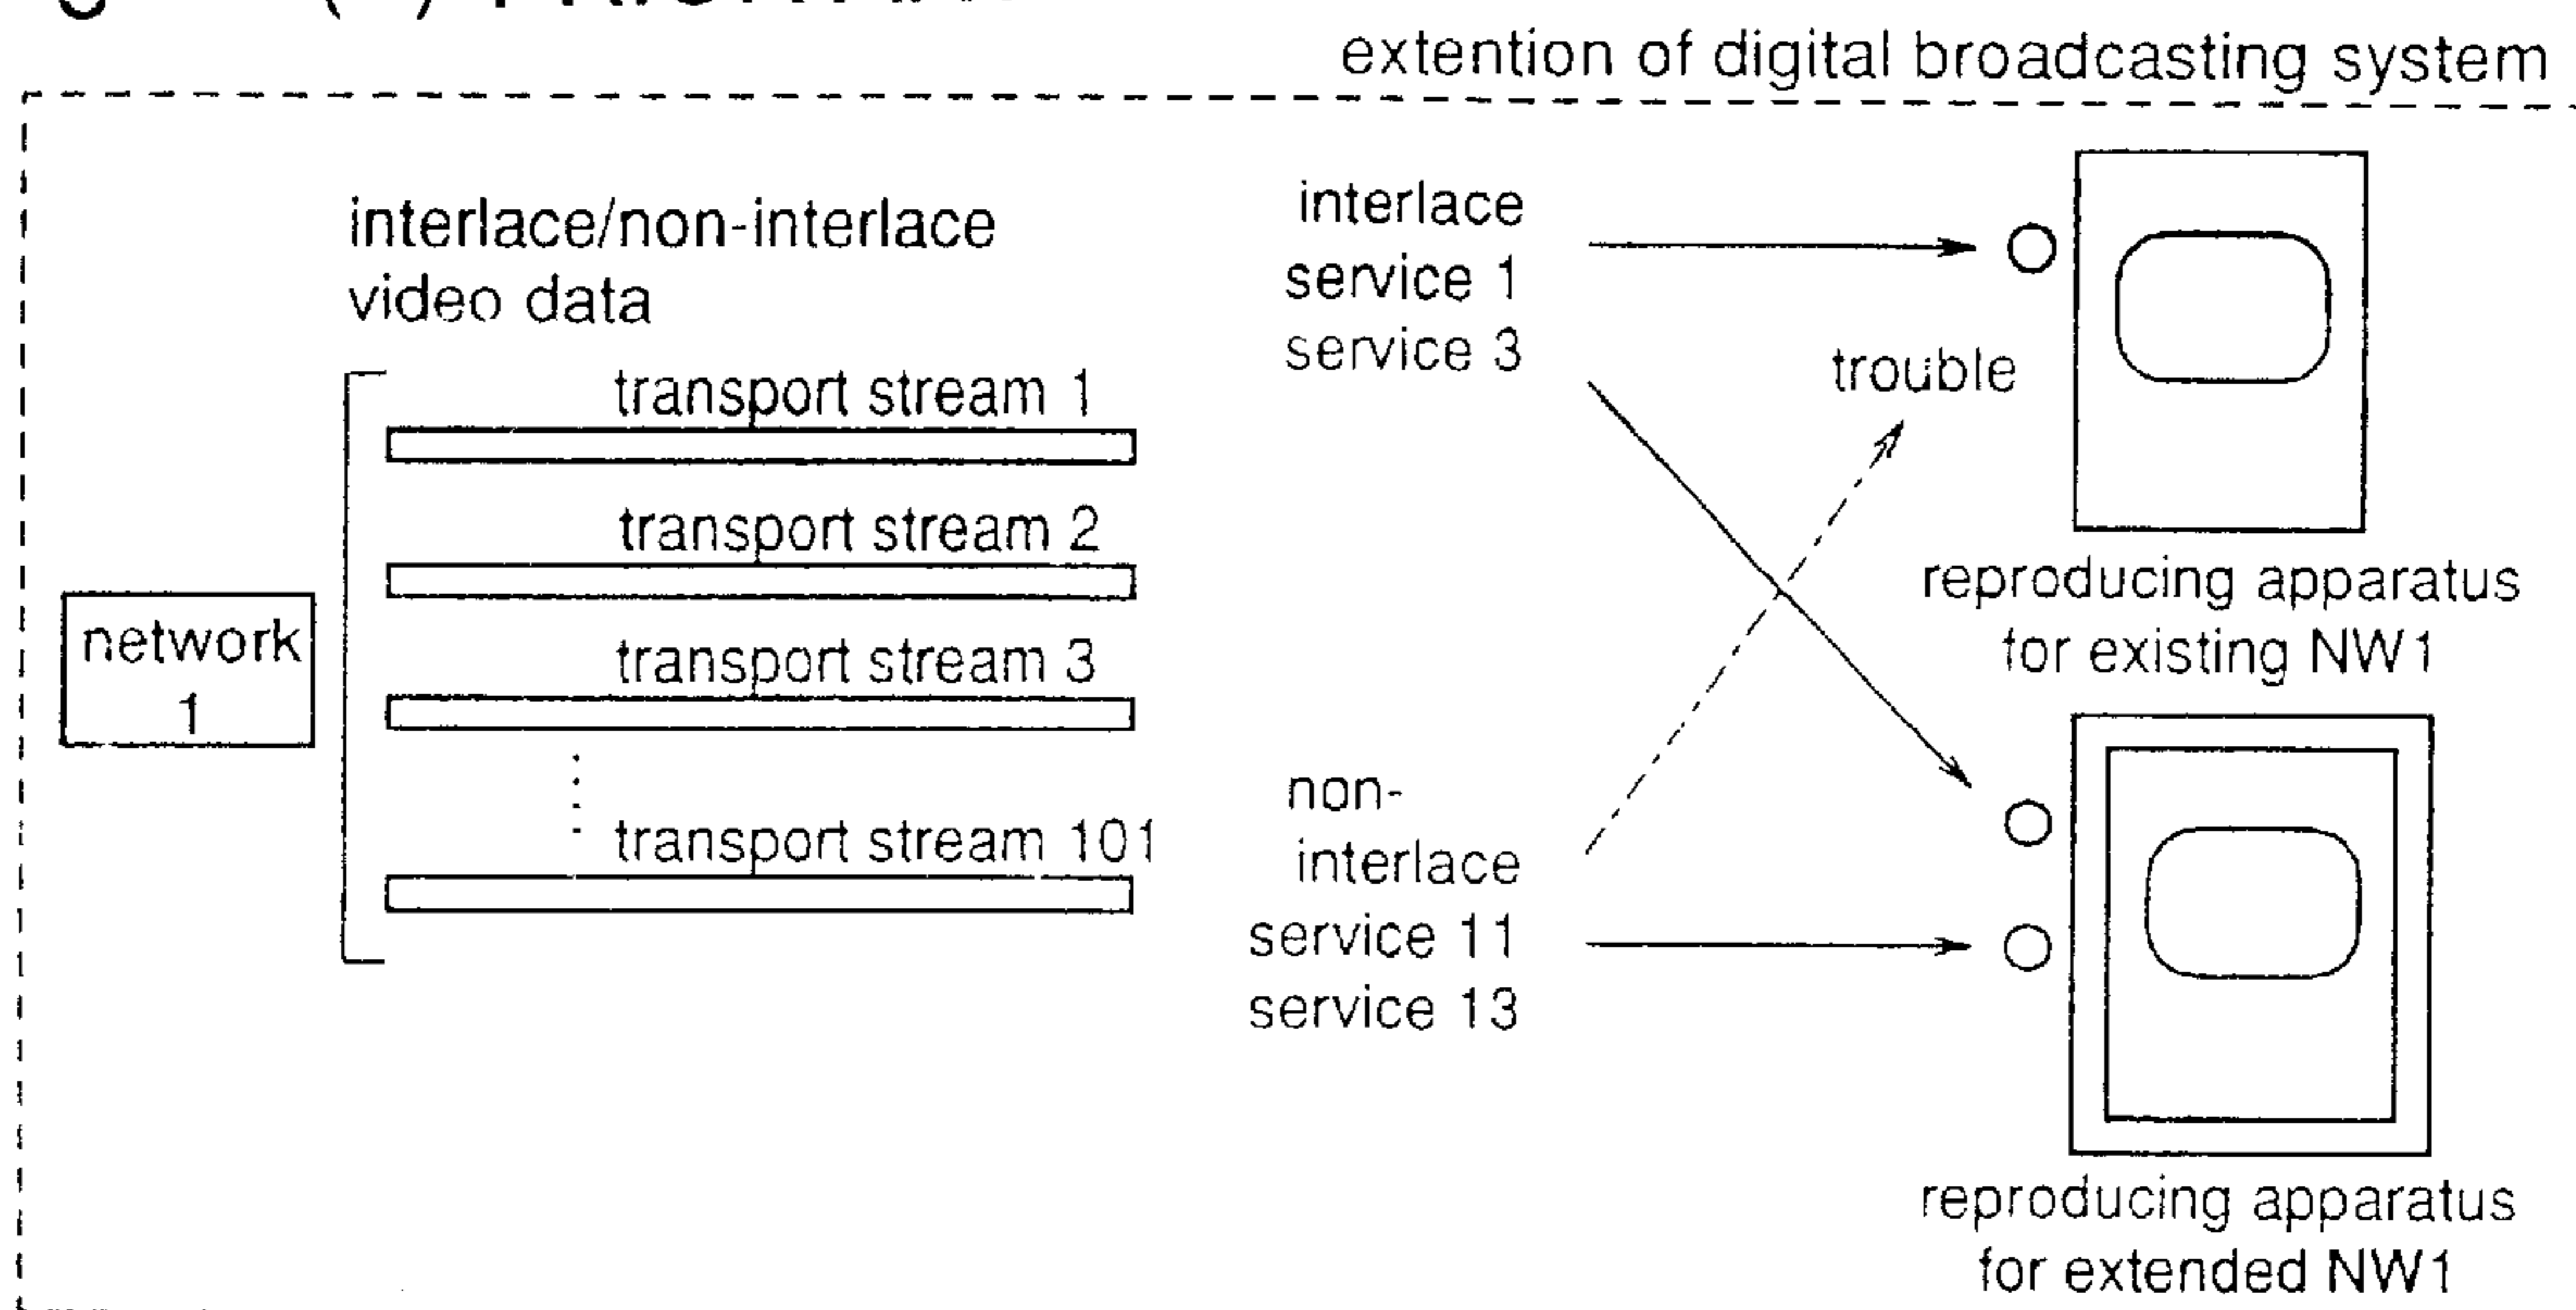 extention of digital broadcasting system
interlace/non-interlace
video data
network
1
transport stream 1
transport stream 2
transport stream 3
transport stream 101
interlace
service 1
service 3
trouble
non-
interlace
service 11
service 13
reproducing apparatus
for existing NW1
reproducing apparatus
for extended NW1